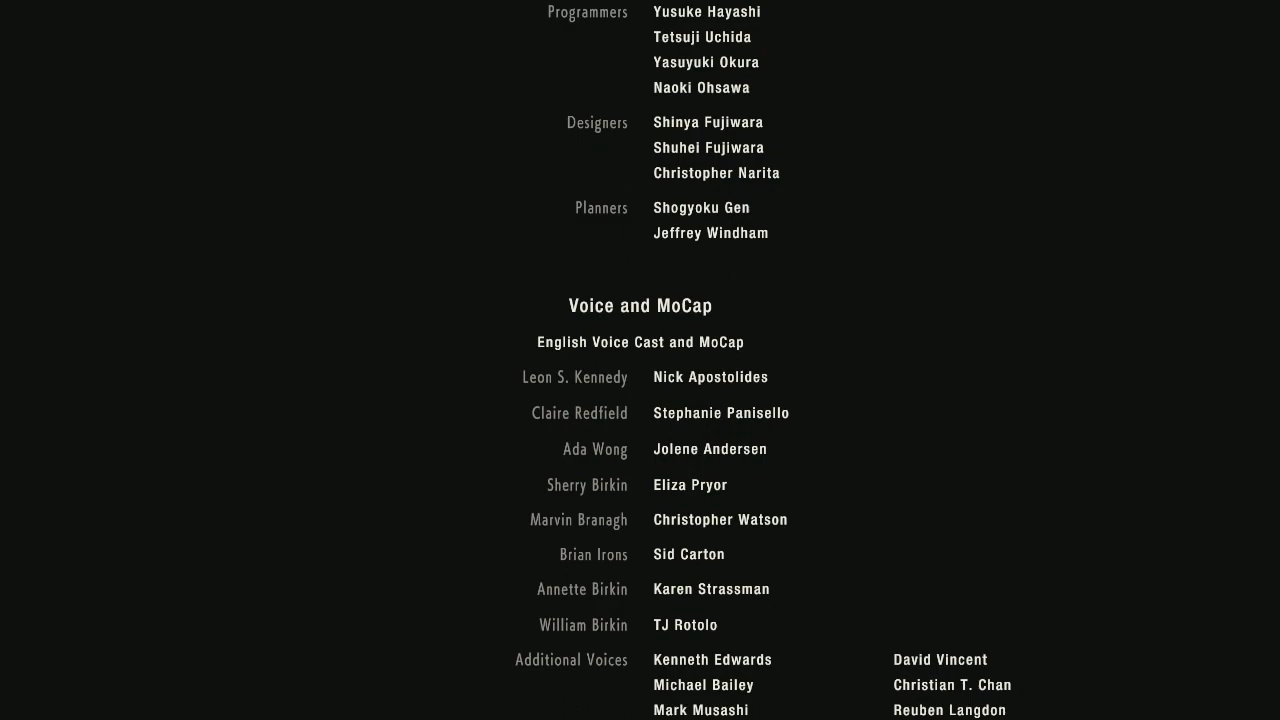 Programmers Yusuke Hayashi
Tetsuji Uchida
Yasuyuki Okura
Naoki Ohsawa
Designers Shinya Fujiwara
Shuhei Fujiwara
Christopher Narita
Planners Shogyoku Gen
Jeffrey Windham
Voice and MoCap
English Voice Cast and MoCap
Leon S. Kennedy Nick Apostolides
Claire Redfield Stephanie Panisello
Ada Wong Jolene Andersen
Sherry Birkin Eliza Pryor
Marvin Branagh Christopher Watson
Brian Irons Sid Carton
Annette Birkin Karen Strassman
William Birkin TJ Rotolo
Additional Voices Kenneth Edwards David Vincent
Michael Bailey Christian T. Chan
Mark Musashi Reuben Langdon